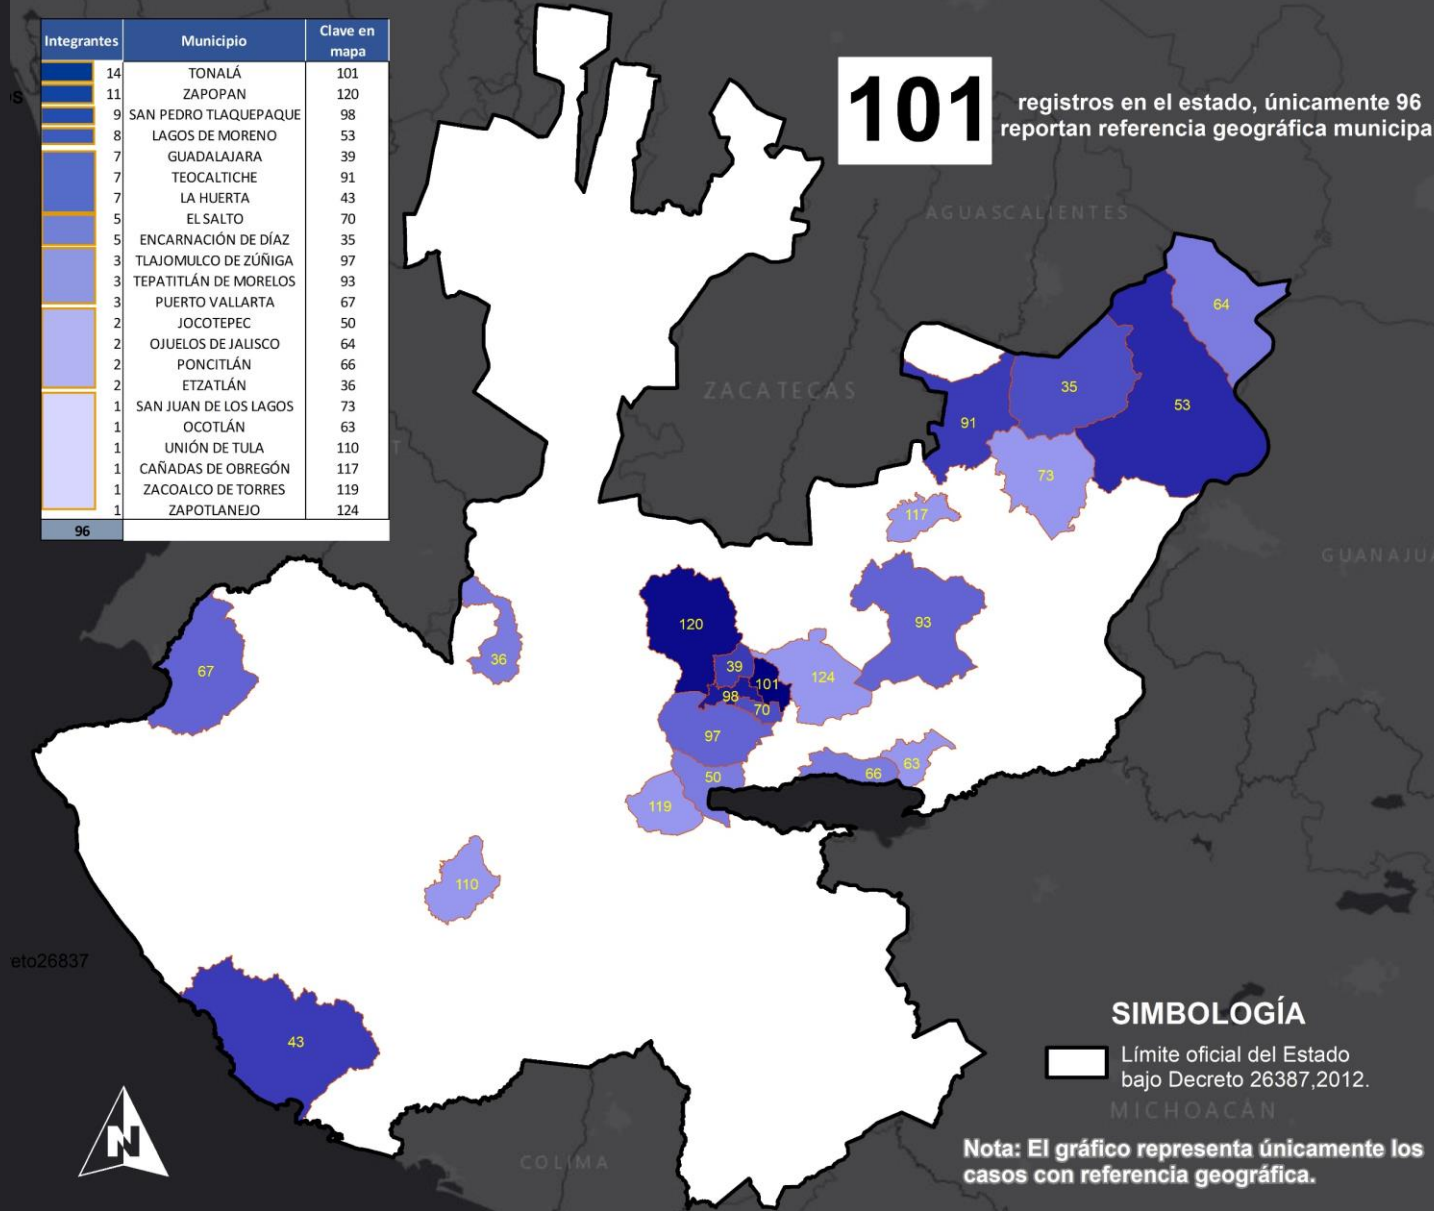 Integrantes Municipio Clave en mapa
14 TONALÁ 101
11 ZAPOPAN 120
9 SAN PEDRO TLAQUEPAQUE 98
8 LAGOS DE MORENO 53
7 GUADALAJARA 39
7 TEOCALTICHE 91
7 LA HUERTA 43
5 EL SALTO 70
5 ENCARNACIÓN DE DÍAZ 35
3 TLAJOMULCO DE ZÚÑIGA 97
3 TEPATITLÁN DE MORELOS 93
3 PUERTO VALLARTA 67
2 JOCOTEPEC 50
2 OJUELOS DE JALISCO 64
2 PONCITLÁN 66
2 ETZATLÁN 36
1 SAN JUAN DE LOS LAGOS 73
1 OCOTLÁN 63
1 UNIÓN DE TULA 110
1 CAÑADAS DE OBREGÓN 117
1 ZACOALCO DE TORRES 119
1 ZAPOTLANEJO 124
96
101
registros en el estado, únicamente 96
reportan referencia geográfica municipa
AGUASCALIENTES
64
ZACATECAS
35
53
91
73
117
GUANAJUA
120
93
67
36
39
124
101
98
70
97
63
66
50
119
110
eto26837
43
SIMBOLOGÍA
Límite oficial del Estado
bajo Decreto 26387,2012.
MICHOACÁN
N
COLIMA
Nota: El gráfico representa únicamente los
casos con referencia geográfica.